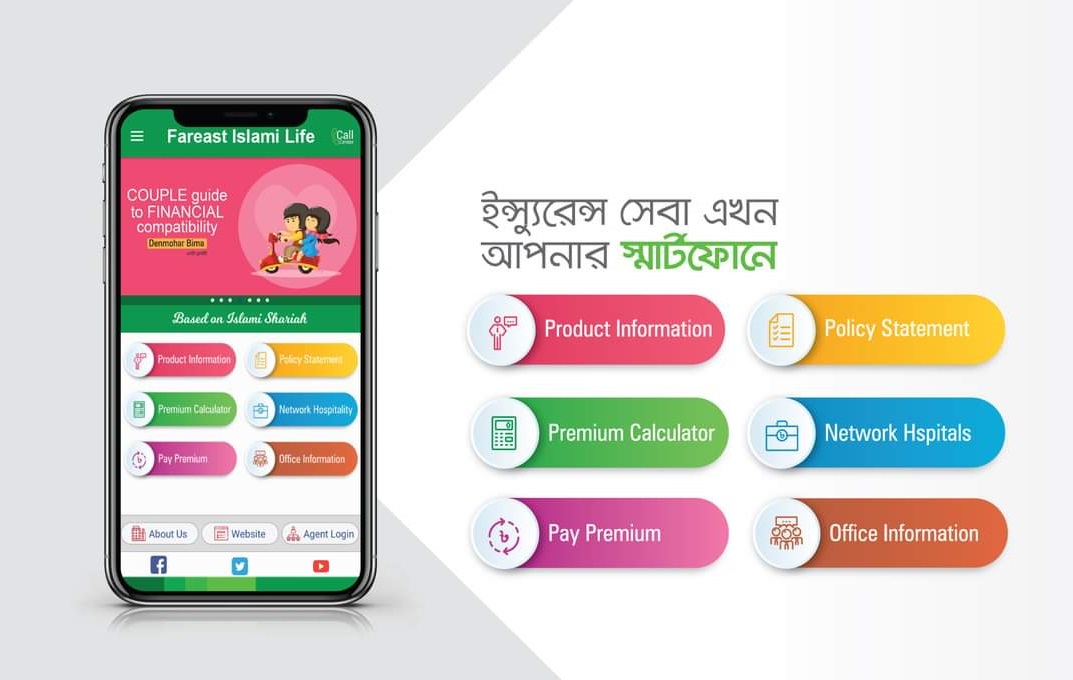 Fareast Islami Life
Call
Center
COUPLE guide
to FINANCIAL
compatibility
Denmohar Bima
Based on Islami Shariah
Product Information
Policy Statement
Premium Calculator
Network Hospitality
Pay Premium
Office Information
About Us
Website
Agent Login
ইন্স্যুরেন্স সেবা এখন
আপনার স্মার্টফোনে
Product Information
Policy Statement
Premium Calculator
Network Hspitals
Pay Premium
Office Information